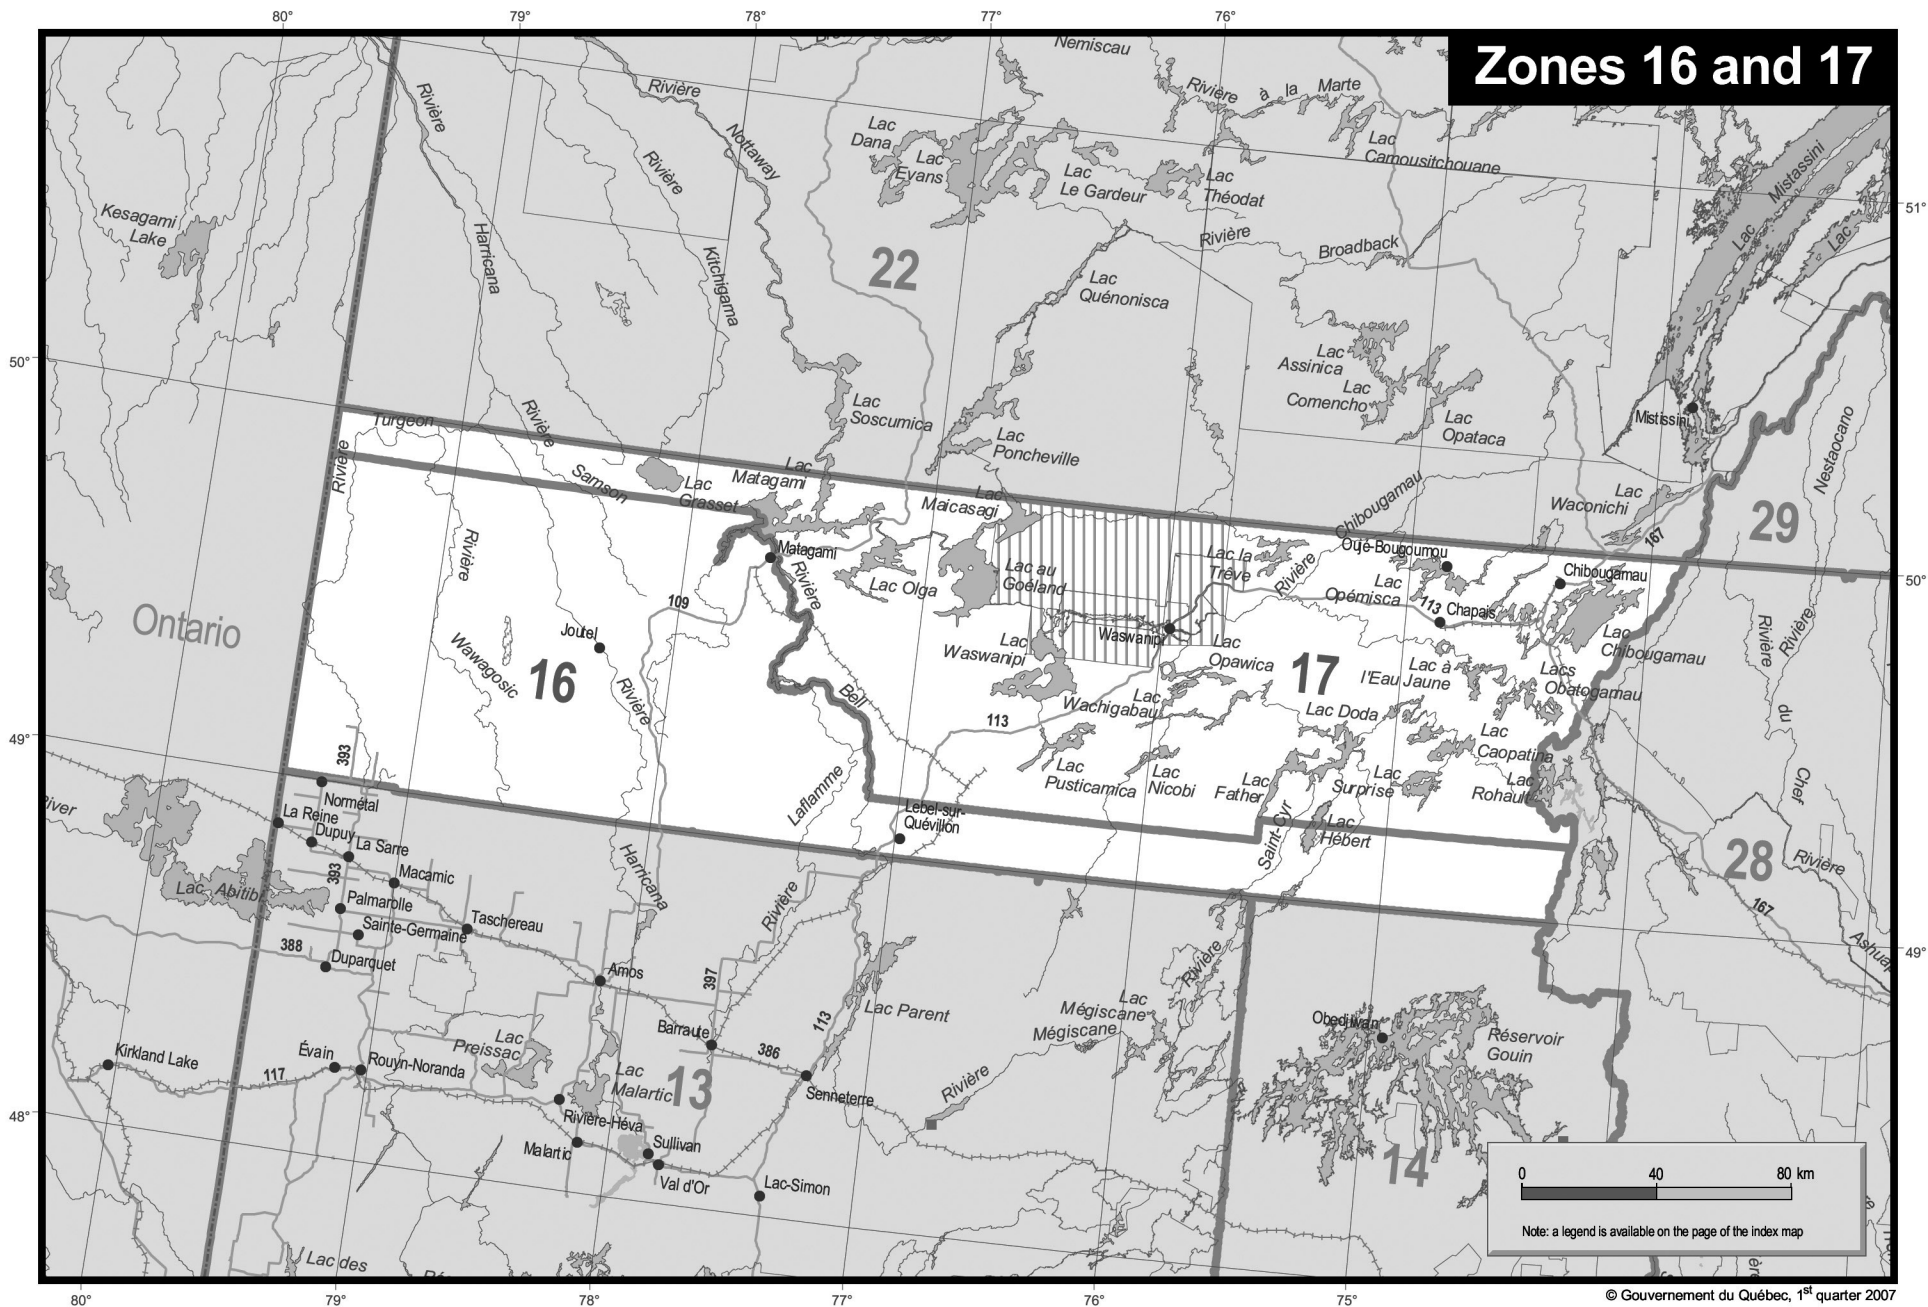 80°
79°
78°
77°
76°
Zones 16 and 17
Nemiscau
Rivière
Nottaway
Rivière
Harricana
Rivière
Kitchigama
Lac
Dana
Lac
Evans
Rivière à la Marte
Lac
Camousitchouane
Lac
Le Gardeur
Lac
Théodat
Mistassini
Lac
Lac
51°
Kesagami
Lake
22
Rivière
Broadback
Lac
Quénonisca
Lac
Assinica
Lac
Comencho
Lac
Opataca
50°
Lac
Soscumica
Lac
Poncheville
Mistissini
Nestaocano
Turgeon
Rivière
Rivière
Samson
Lac
Grasset
Lac
Matagami
Lac
Maicasagi
Chibougamau
Rivière
Lac
Waconichi
167
29
Matagami
Rivière
Bell
Lac Olga
Lac au
Goéland
Lac la
Trêve
Oujé-Bougoumou
Chibougamau
50°
Lac
Opémisca
113
Chapais
Ontario
Rivière
Wawagosic
109
Joutel
16
Rivière
Harricana
Waswanipi
Lac
Waswanipi
Lac
Opawica
17
Lac à
l'Eau Jaune
Lac
Chibougamau
Lacs
Obatogamau
Rivière
Rivière
du
Chef
Lac
Wachigabau
Lac Doda
113
Lac
Caopatina
49°
393
Lac
Pusticamica
Lac
Nicobi
Lac
Father
Lac
Surprise
Lac
Rohault
Laflamme
Rivière
Normétal
La Reine
Dupuy
La Sarre
Lebel-sur-
Quévillon
Saint-Cyr
Rivière
Lac
Hébert
River
393
Macamic
Lac Abitibi
Palmarolle
Sainte-Germaine
Taschereau
388
Duparquet
28
Rivière
167
Ashuap
49°
Amos
397
Lac Parent
Lac
Mégiscane
Mégiscane
Rivière
Obedjiwan
Réservoir
Gouin
Barraute
113
386
Senneterre
Kirkland Lake
Évain
Rouyn-Noranda
117
Lac
Preissac
Lac
Malartic
13
Rivière-Héva
48°
Malartic
Sullivan
Val d'Or
Lac-Simon
14
0 40 80 km
Note: a legend is available on the page of the index map
Lac des
80°
79°
78°
77°
76°
75°
© Gouvernement du Québec, 1st quarter 2007